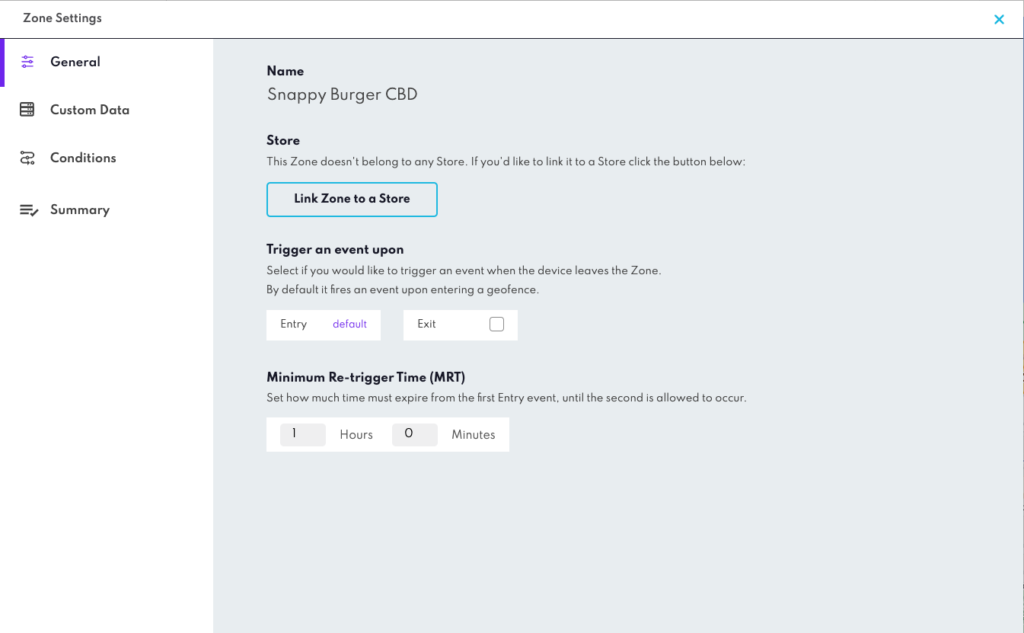 Zone Settings
General
Custom Data
Conditions
Summary
Name
Snappy Burger CBD
Store
This Zone doesn't belong to any Store. If you'd like to link it to a Store click the button below:
Link Zone to a Store
Trigger an event upon
Select if you would like to trigger an event when the device leaves the Zone.
By default it fires an event upon entering a geofence.
Entry default Exit
Minimum Re-trigger Time (MRT)
Set how much time must expire from the first Entry event, until the second is allowed to occur.
1 Hours 0 Minutes